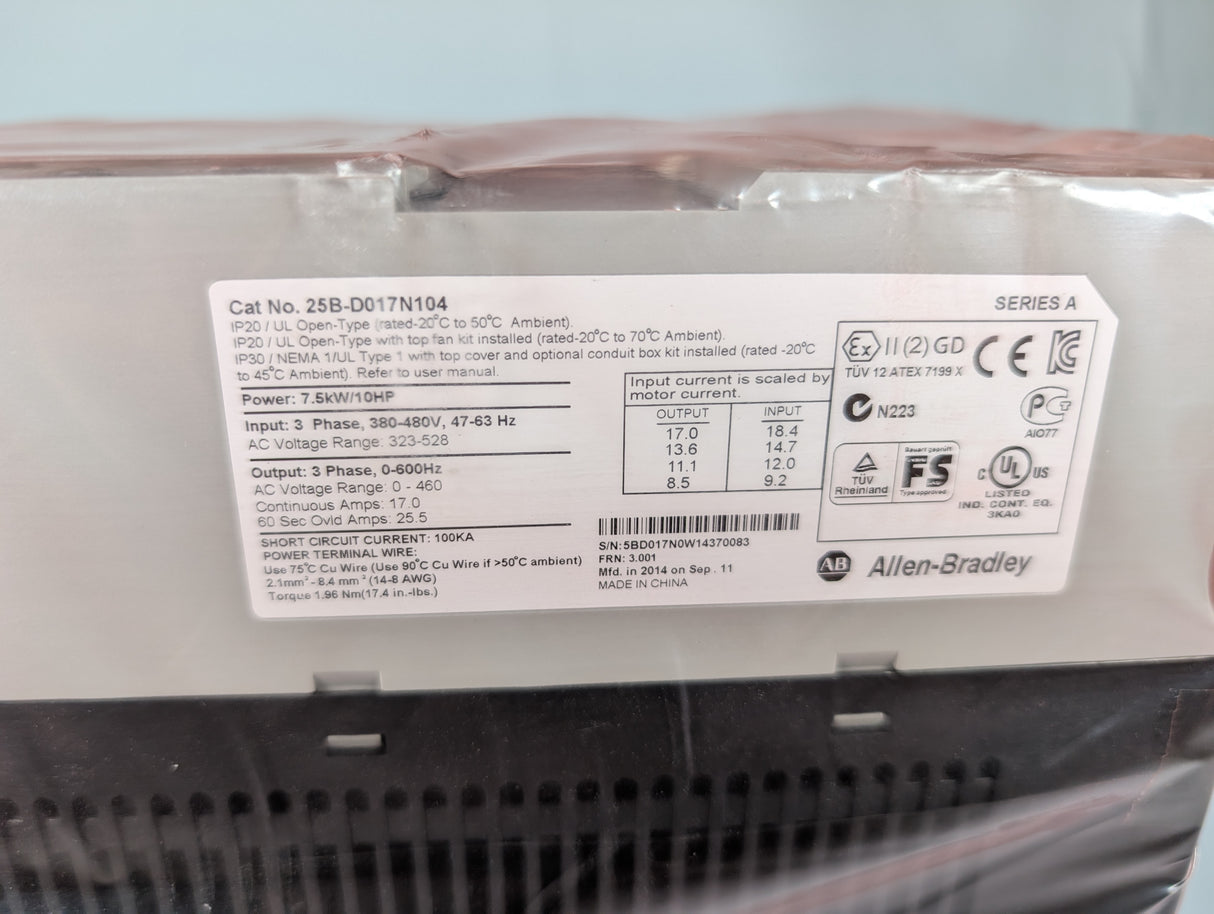 Cat No. 25B-D017N104
SERIES A
IP20 / UL Open-Type (rated-20°C to 50°C Ambient).
IP20 / UL Open-Type with top fan kit installed (rated-20°C to 70°C Ambient).
IP30 / NEMA 1/UL Type 1 with top cover and optional conduit box kit installed (rated -20°C
to 45°C Ambient). Refer to user manual.
Power: 7.5kW/10HP
Input: 3 Phase, 380-480V, 47-63 Hz
AC Voltage Range: 323-528
Output: 3 Phase, 0-600Hz
AC Voltage Range: 0 - 460
Continuous Amps: 17.0
60 Sec Ovld Amps: 25.5
SHORT CIRCUIT CURRENT: 100KA
POWER TERMINAL WIRE:
Use 75°C Cu Wire (Use 90°C Cu Wire if >50°C ambient)
2.1mm² - 8.4 mm² (14-8 AWG)
Torque 1.96 Nm(17.4 in.-lbs.)
Input current is scaled by
motor current.
OUTPUT INPUT
17.0 18.4
13.6 14.7
11.1 12.0
8.5 9.2
S/N:5BD017N0W14370083
FRN: 3.001
Mfd. in 2014 on Sep . 11
MADE IN CHINA
Ex II (2) GD CE
TÜV 12 ATEX 7199 X
N223
AIO77
TÜV
Rheinland
Bauart geprüft
FS
Type approved
C UL US
LISTED
IND. CONT. EQ.
3KA0
AB Allen-Bradley